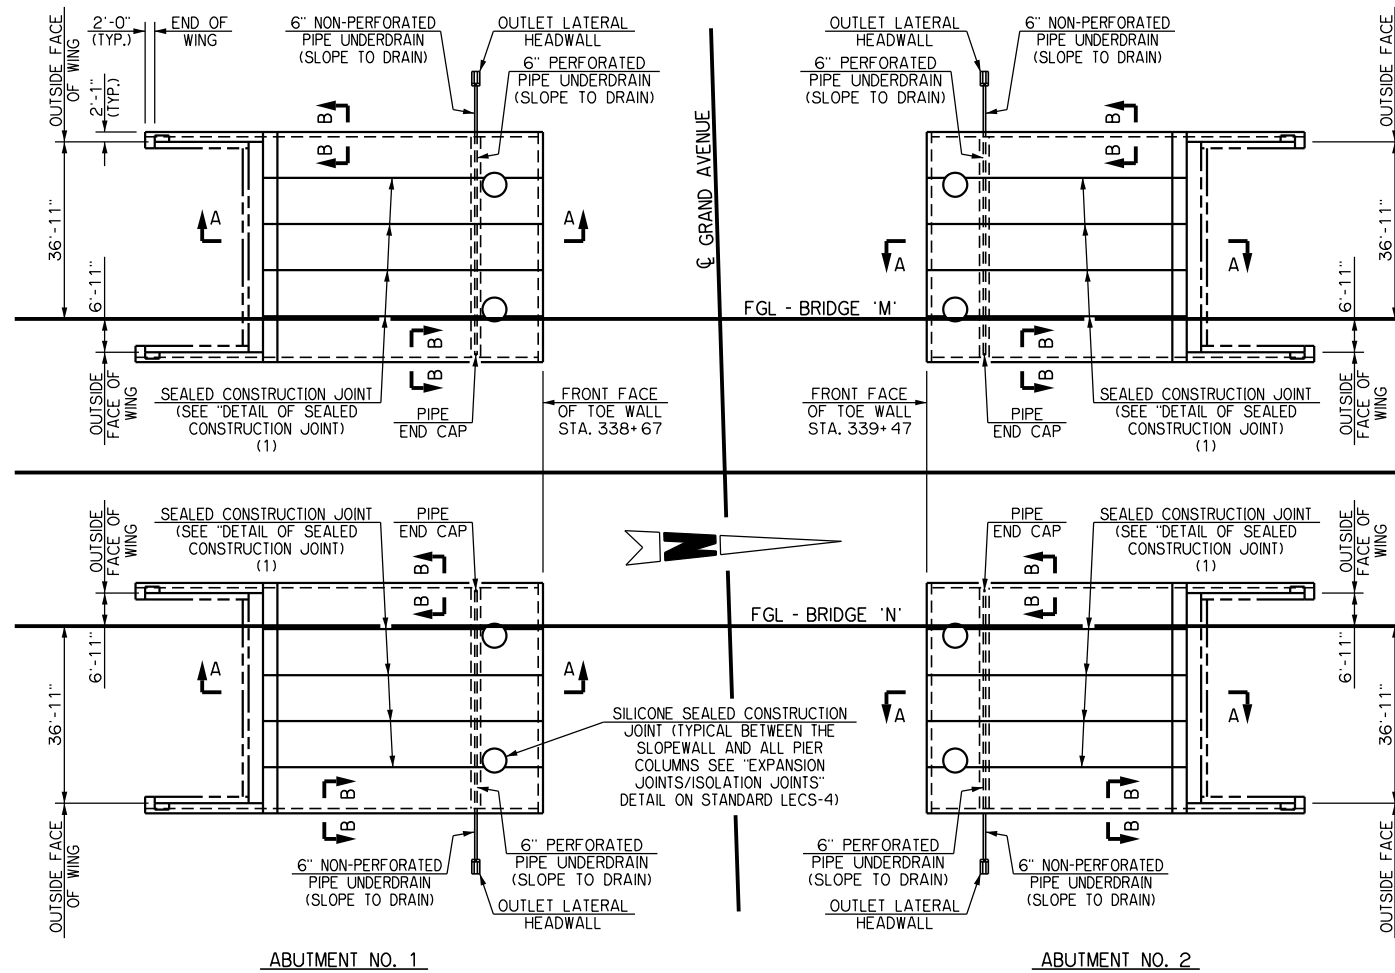 2'-0"
(TYP.)
END OF
WING
6" NON-PERFORATED
PIPE UNDERDRAIN
(SLOPE TO DRAIN)
OUTLET LATERAL
HEADWALL
6" PERFORATED
PIPE UNDERDRAIN
(SLOPE TO DRAIN)
OUTLET LATERAL
HEADWALL
6" NON-PERFORATED
PIPE UNDERDRAIN
(SLOPE TO DRAIN)
6" PERFORATED
PIPE UNDERDRAIN
(SLOPE TO DRAIN)
OUTSIDE FACE
OF WING
2'-1"
(TYP.)
OUTSIDE FACE
B
B
B
B
℄ GRAND AVENUE
36'-11"
A
A
A
A
36'-11"
6'-11"
6'-11"
FGL - BRIDGE 'M'
B
B
B
B
OUTSIDE
FACE OF
WING
SEALED CONSTRUCTION JOINT
(SEE "DETAIL OF SEALED
CONSTRUCTION JOINT)
(1)
PIPE
END CAP
FRONT FACE
OF TOE WALL
STA. 338+67
FRONT FACE
OF TOE WALL
STA. 339+47
PIPE
END CAP
SEALED CONSTRUCTION JOINT
(SEE "DETAIL OF SEALED
CONSTRUCTION JOINT)
(1)
OUTSIDE
FACE OF
WING
OUTSIDE
FACE OF
WING
SEALED CONSTRUCTION JOINT
(SEE "DETAIL OF SEALED
CONSTRUCTION JOINT)
(1)
PIPE
END CAP
N
PIPE
END CAP
SEALED CONSTRUCTION JOINT
(SEE "DETAIL OF SEALED
CONSTRUCTION JOINT)
(1)
OUTSIDE
FACE OF
WING
B
B
B
B
FGL - BRIDGE 'N'
6'-11"
6'-11"
36'-11"
A
A
A
A
36'-11"
SILICONE SEALED CONSTRUCTION
JOINT (TYPICAL BETWEEN THE
SLOPEWALL AND ALL PIER
COLUMNS SEE "EXPANSION
JOINTS/ISOLATION JOINTS"
DETAIL ON STANDARD LECS-4)
B
B
B
B
OUTSIDE FACE
OF WING
6" NON-PERFORATED
PIPE UNDERDRAIN
(SLOPE TO DRAIN)
6" PERFORATED
PIPE UNDERDRAIN
(SLOPE TO DRAIN)
OUTLET LATERAL
HEADWALL
6" PERFORATED
PIPE UNDERDRAIN
(SLOPE TO DRAIN)
OUTLET LATERAL
HEADWALL
6" NON-PERFORATED
PIPE UNDERDRAIN
(SLOPE TO DRAIN)
OUTSIDE FACE
ABUTMENT NO. 1
ABUTMENT NO. 2